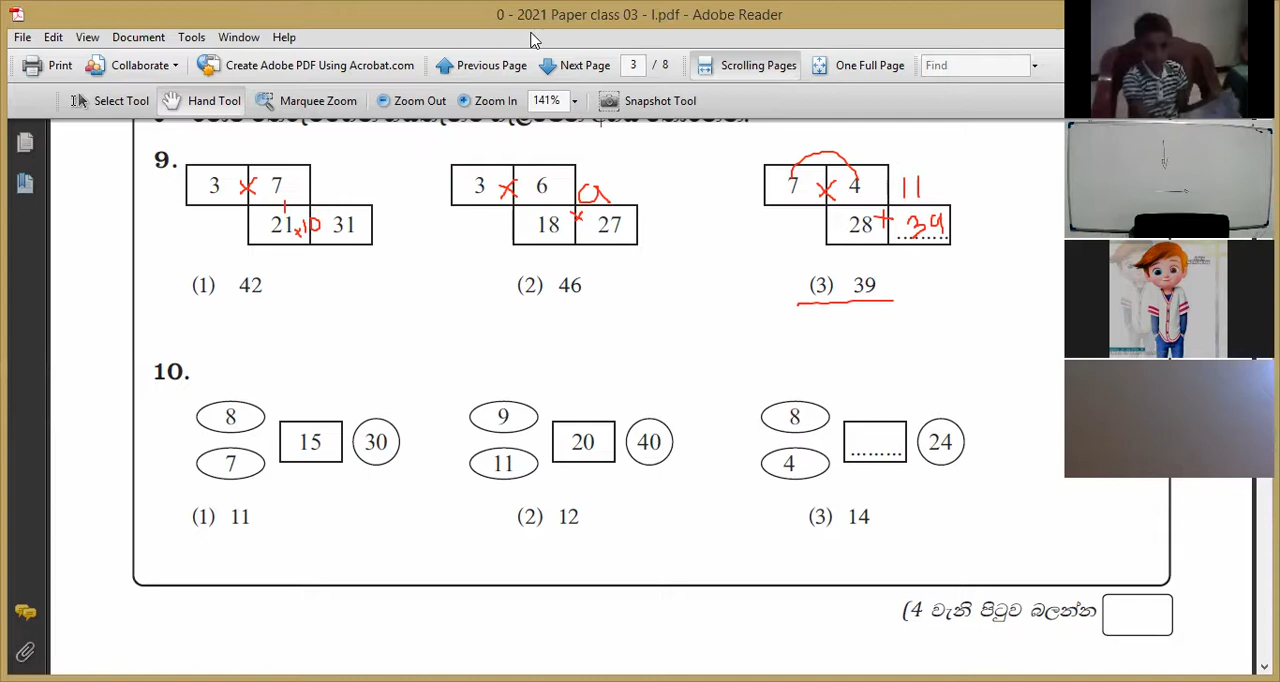 0 - 2021 Paper class 03 - I.pdf - Adobe Reader
File Edit View Document Tools Window Help
Print Collaborate Create Adobe PDF Using Acrobat.com Previous Page Next Page 3 / 8 Scrolling Pages One Full Page Find
Select Tool Hand Tool Marquee Zoom Zoom Out Zoom In 141% Snapshot Tool
9.
3 × 7
21 ×10 31
3 × 6 9
18 × 27
7 × 4 11
28 + 39
(1) 42 (2) 46 (3) 39
10.
8 9 8
15 30 20 40 ......... 24
7 11 4
(1) 11 (2) 12 (3) 14
(4 වැනි පිටුව බලන්න